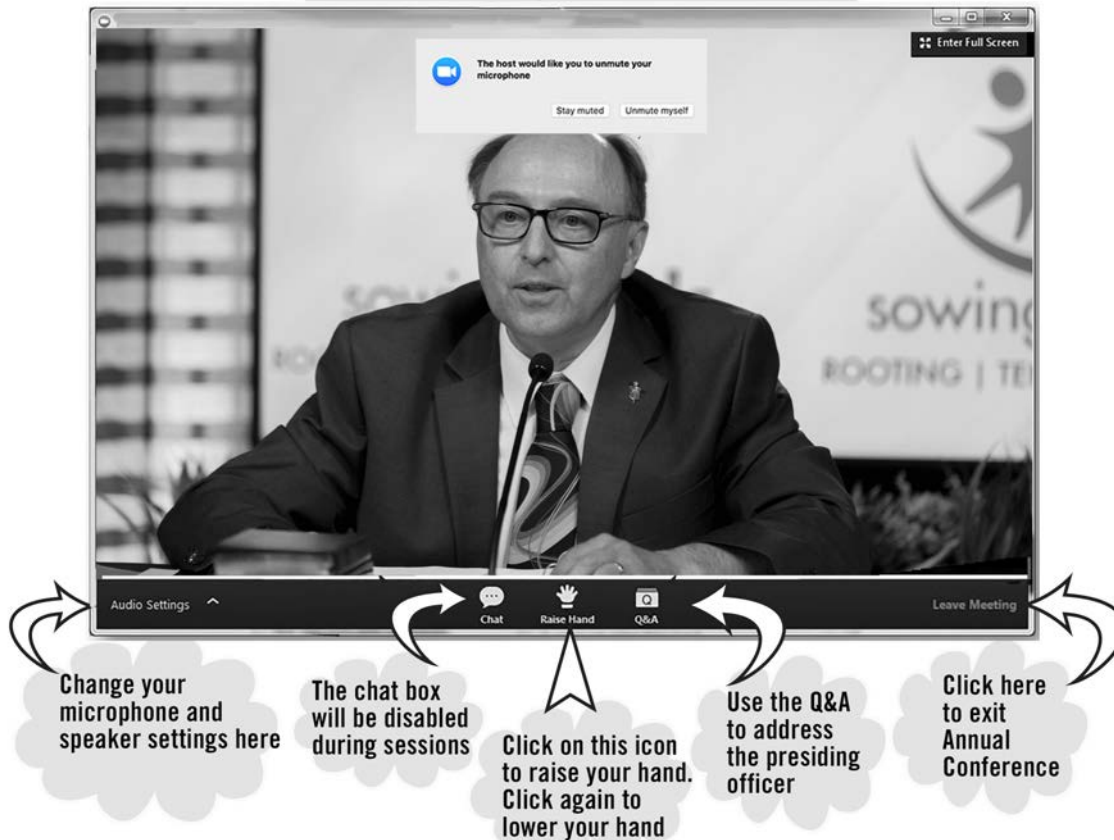 Enter Full Screen
The host would like you to unmute your
microphone
Stay muted
Unmute myself
sowing
ROOTING | TE
Audio Settings
Chat
Raise Hand
Q
Q&A
Leave Meeting
Change your
microphone and
speaker settings here
The chat box
will be disabled
during sessions
Click on this icon
to raise your hand.
Click again to
lower your hand
Use the Q&A
to address
the presiding
officer
Click here
to exit
Annual
Conference